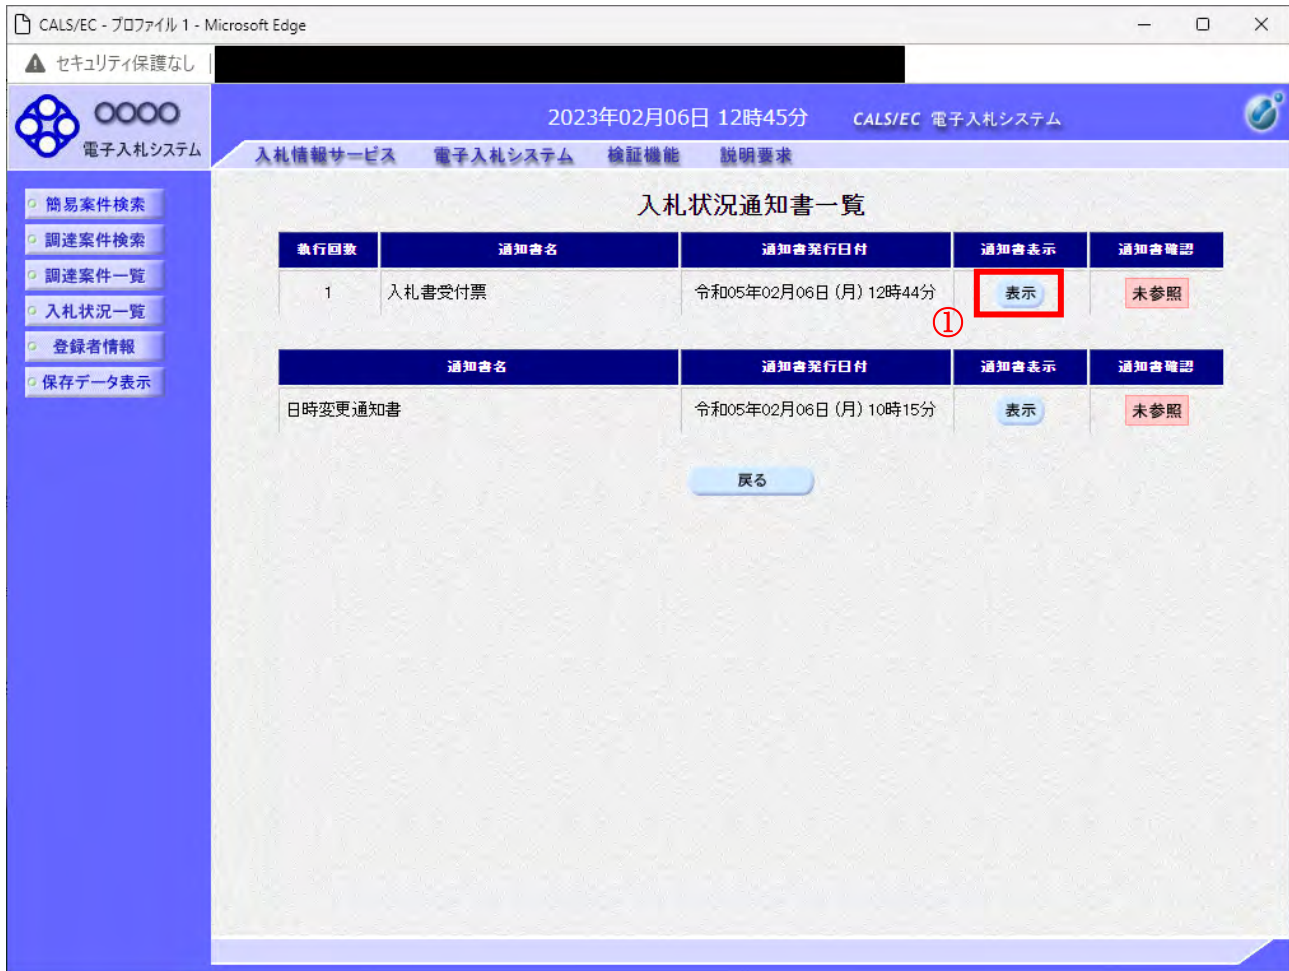 CALS/EC - プロファイル 1 - Microsoft Edge
セキュリティ保護なし
OOOO
電子入札システム
2023年02月06日 12時45分 CALS/EC 電子入札システム
入札情報サービス 電子入札システム 検証機能 説明要求
簡易案件検索
調達案件検索
調達案件一覧
入札状況一覧
登録者情報
保存データ表示
入札状況通知書一覧
執行回数 通知書名 通知書発行日付 通知書表示 通知書確認
1 入札書受付票 令和05年02月06日 (月) 12時44分 表示 未参照
①
通知書名 通知書発行日付 通知書表示 通知書確認
日時変更通知書 令和05年02月06日 (月) 10時15分 表示 未参照
戻る